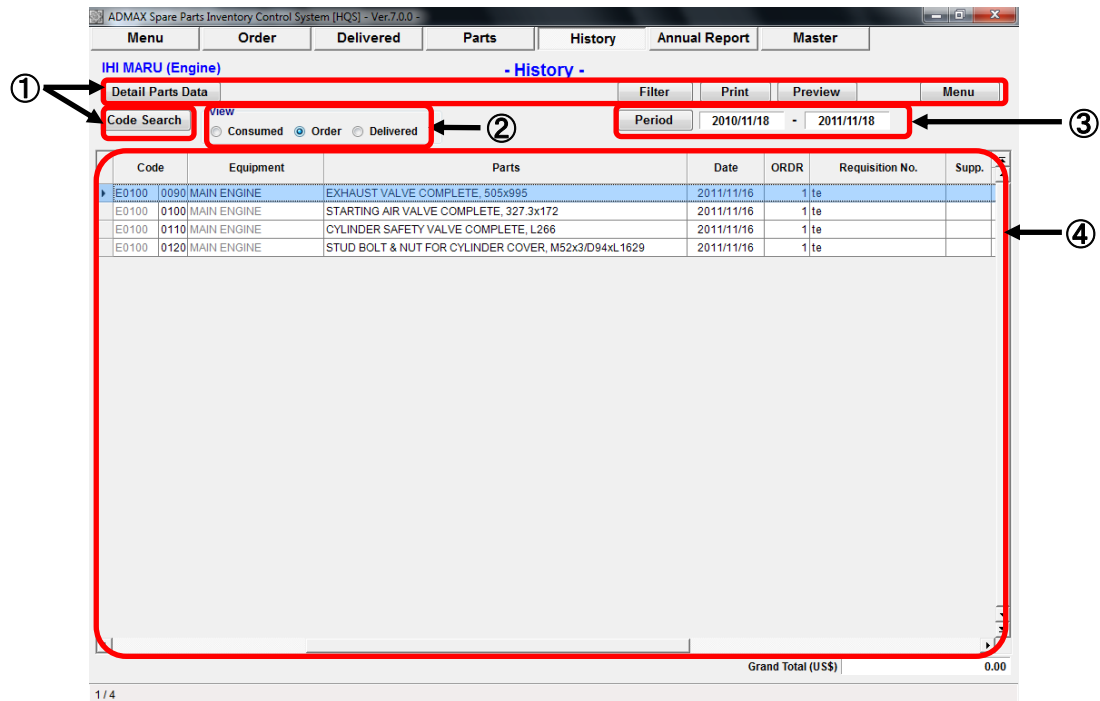 ADMAX Spare Parts Inventory Control System [HQS] - Ver.7.0.0 -
Menu Order Delivered Parts History Annual Report Master
IHI MARU (Engine) - History -
① Detail Parts Data Filter Print Preview Menu
Code Search View Period 2010/11/18 - 2011/11/18 ③
Consumed Order Delivered ②
Code Equipment Parts Date ORDR Requisition No. Supp.
E0100 0090 MAIN ENGINE EXHAUST VALVE COMPLETE, 505x995 2011/11/16 1 te
E0100 0100 MAIN ENGINE STARTING AIR VALVE COMPLETE, 327.3x172 2011/11/16 1 te
E0100 0110 MAIN ENGINE CYLINDER SAFETY VALVE COMPLETE, L266 2011/11/16 1 te
④
E0100 0120 MAIN ENGINE STUD BOLT & NUT FOR CYLINDER COVER, M52x3/D94xL1629 2011/11/16 1 te
Grand Total (US$) 0.00
1 / 4